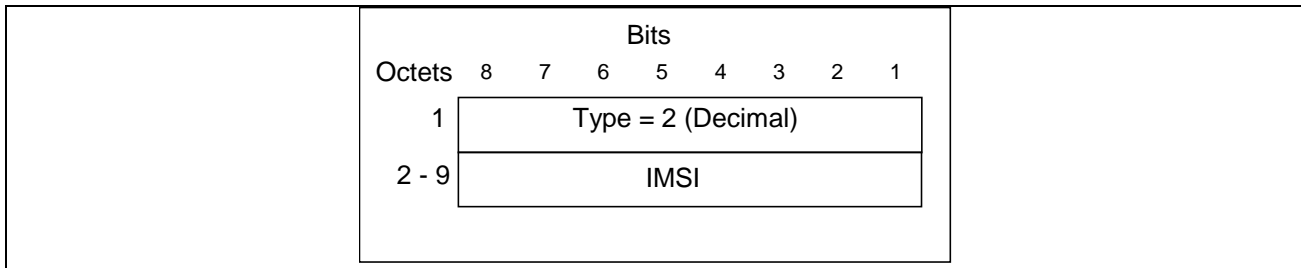 Bits
Octets 8 7 6 5 4 3 2 1
1 Type = 2 (Decimal)
2 - 9 IMSI